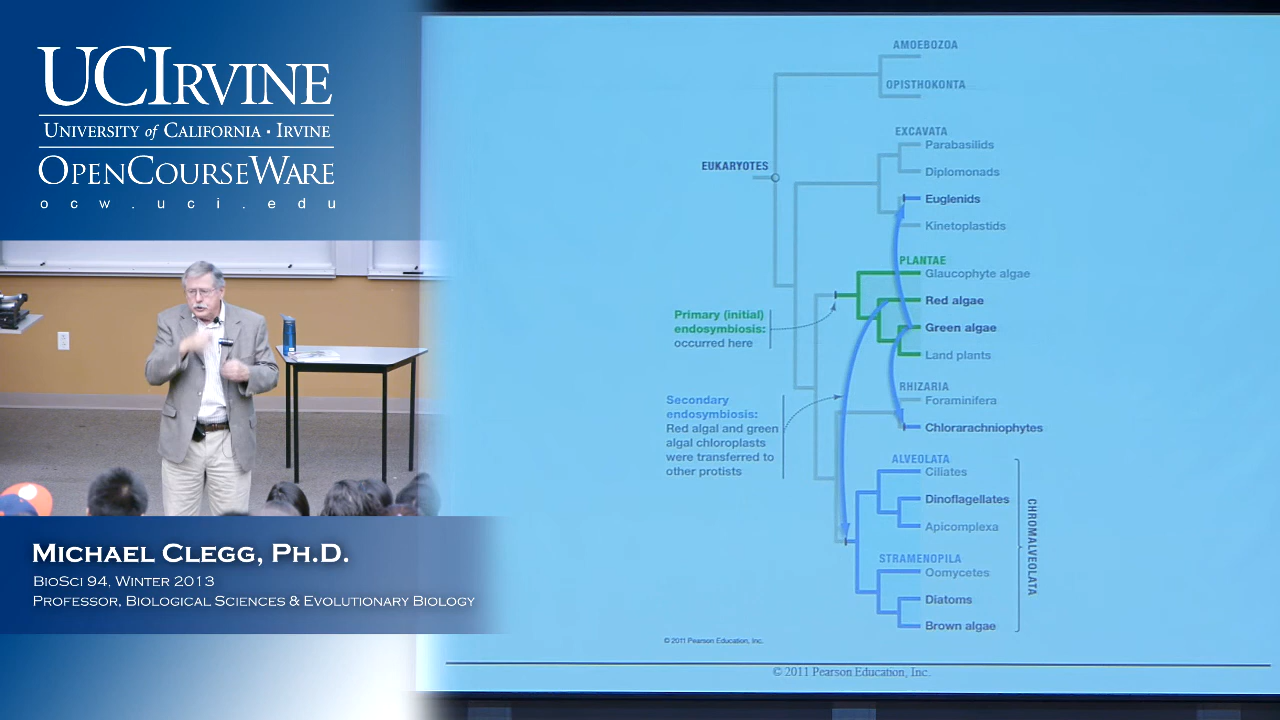 UCIRVINE
UNIVERSITY of CALIFORNIA · IRVINE
OPENCOURSEWARE
ocw.uci.edu
MICHAEL CLEGG, PH.D.
BIOSCI 94, WINTER 2013
PROFESSOR, BIOLOGICAL SCIENCES & EVOLUTIONARY BIOLOGY
AMOEBOZOA
OPISTHOKONTA
EXCAVATA
Parabasilids
EUKARYOTES
Diplomonads
Euglenids
Kinetoplastids
PLANTAE
Glaucophyte algae
Red algae
Primary (initial)
endosymbiosis:
occurred here
Green algae
Land plants
RHIZARIA
Foraminifera
Secondary
endosymbiosis:
Red algal and green
algal chloroplasts
were transferred to
other protists
Chlorarachniophytes
ALVEOLATA
Ciliates
Dinoflagellates
Apicomplexa
CHROMALVEOLATA
STRAMENOPILA
Oomycetes
Diatoms
Brown algae
© 2011 Pearson Education, Inc.
© 2011 Pearson Education, Inc.